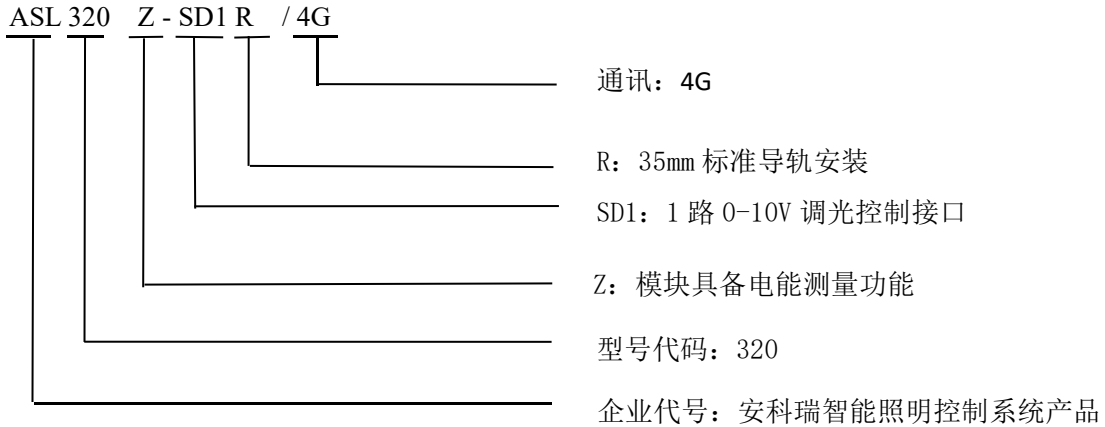 ASL 320 Z - SD1 R / 4G
通讯：4G
R：35mm 标准导轨安装
SD1：1 路 0-10V 调光控制接口
Z：模块具备电能测量功能
型号代码：320
企业代号：安科瑞智能照明控制系统产品